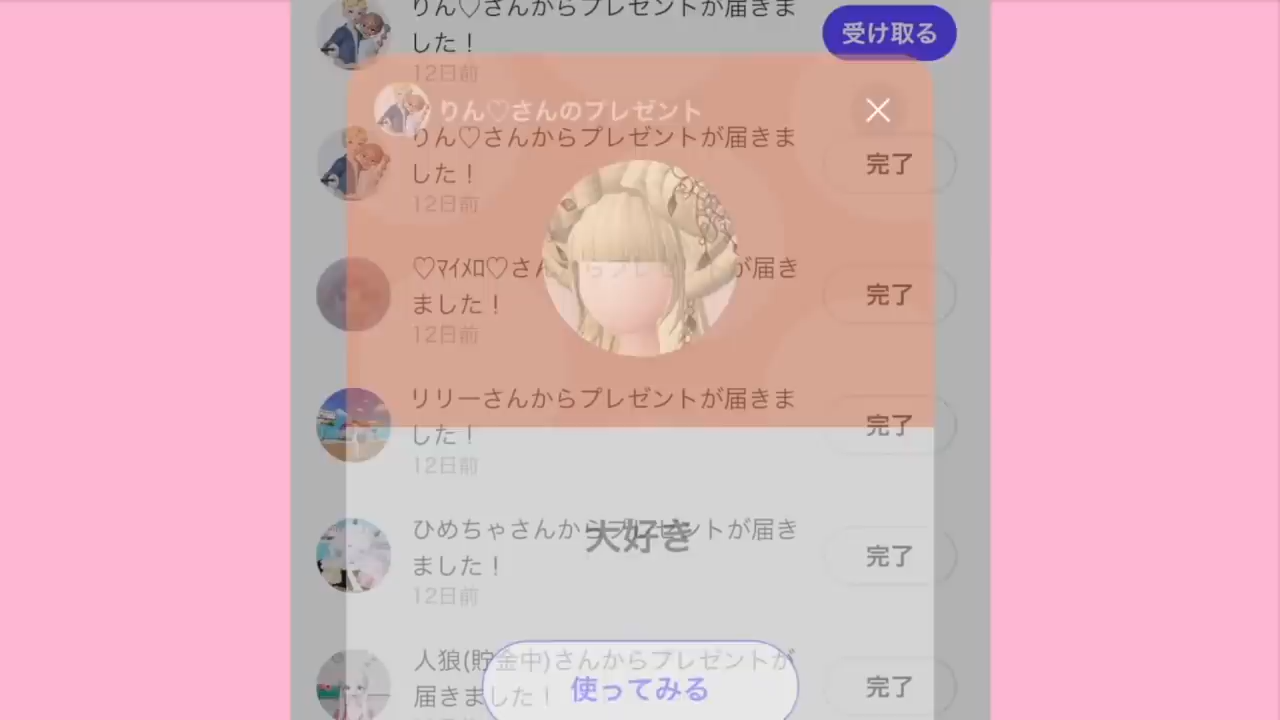 りん♡さんからプレゼントが届きま
した！
12日前
受け取る
りん♡さんのプレゼント
りん♡さんからプレゼントが届きま
した！
12日前
完了
♡ﾏｲﾒﾛ♡さんからプレゼントが届き
ました！
12日前
完了
リリーさんからプレゼントが届きま
した！
12日前
完了
大好き
ひめちゃさんからプレゼントが届き
ました！
12日前
完了
人狼(貯金中)さんからプレゼントが
届きました！
完了
使ってみる